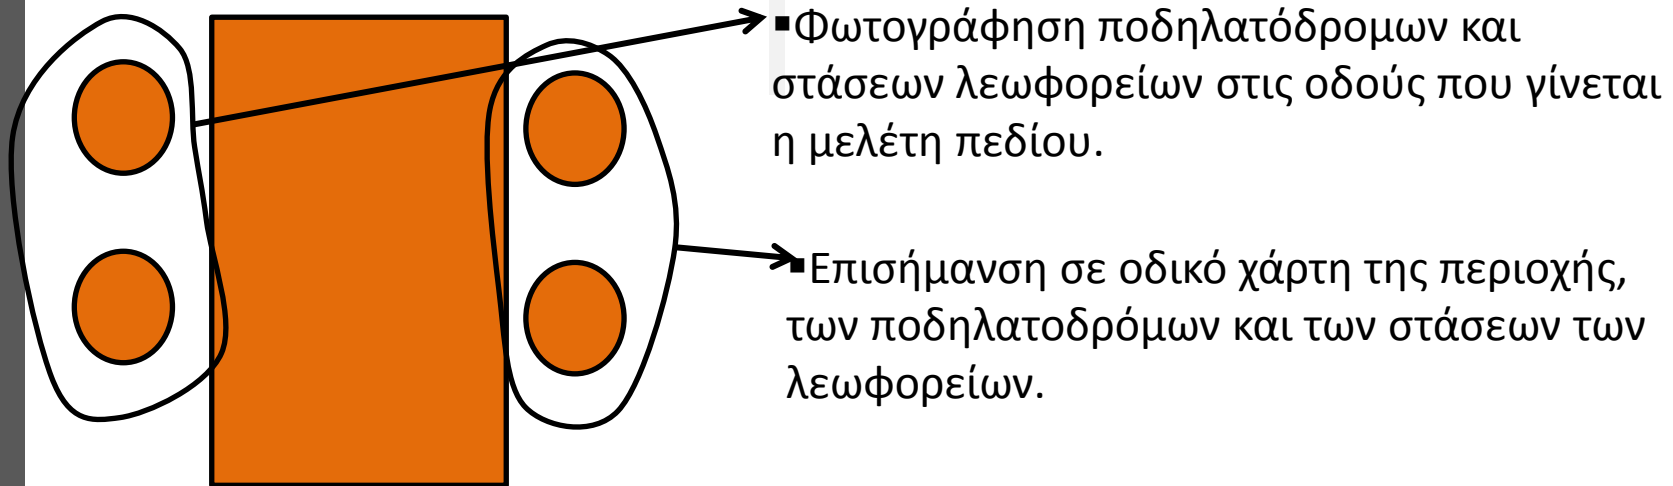 ▪Φωτογράφηση ποδηλατόδρομων και
στάσεων λεωφορείων στις οδούς που γίνεται
η μελέτη πεδίου.
▪Επισήμανση σε οδικό χάρτη της περιοχής,
των ποδηλατοδρόμων και των στάσεων των
λεωφορείων.